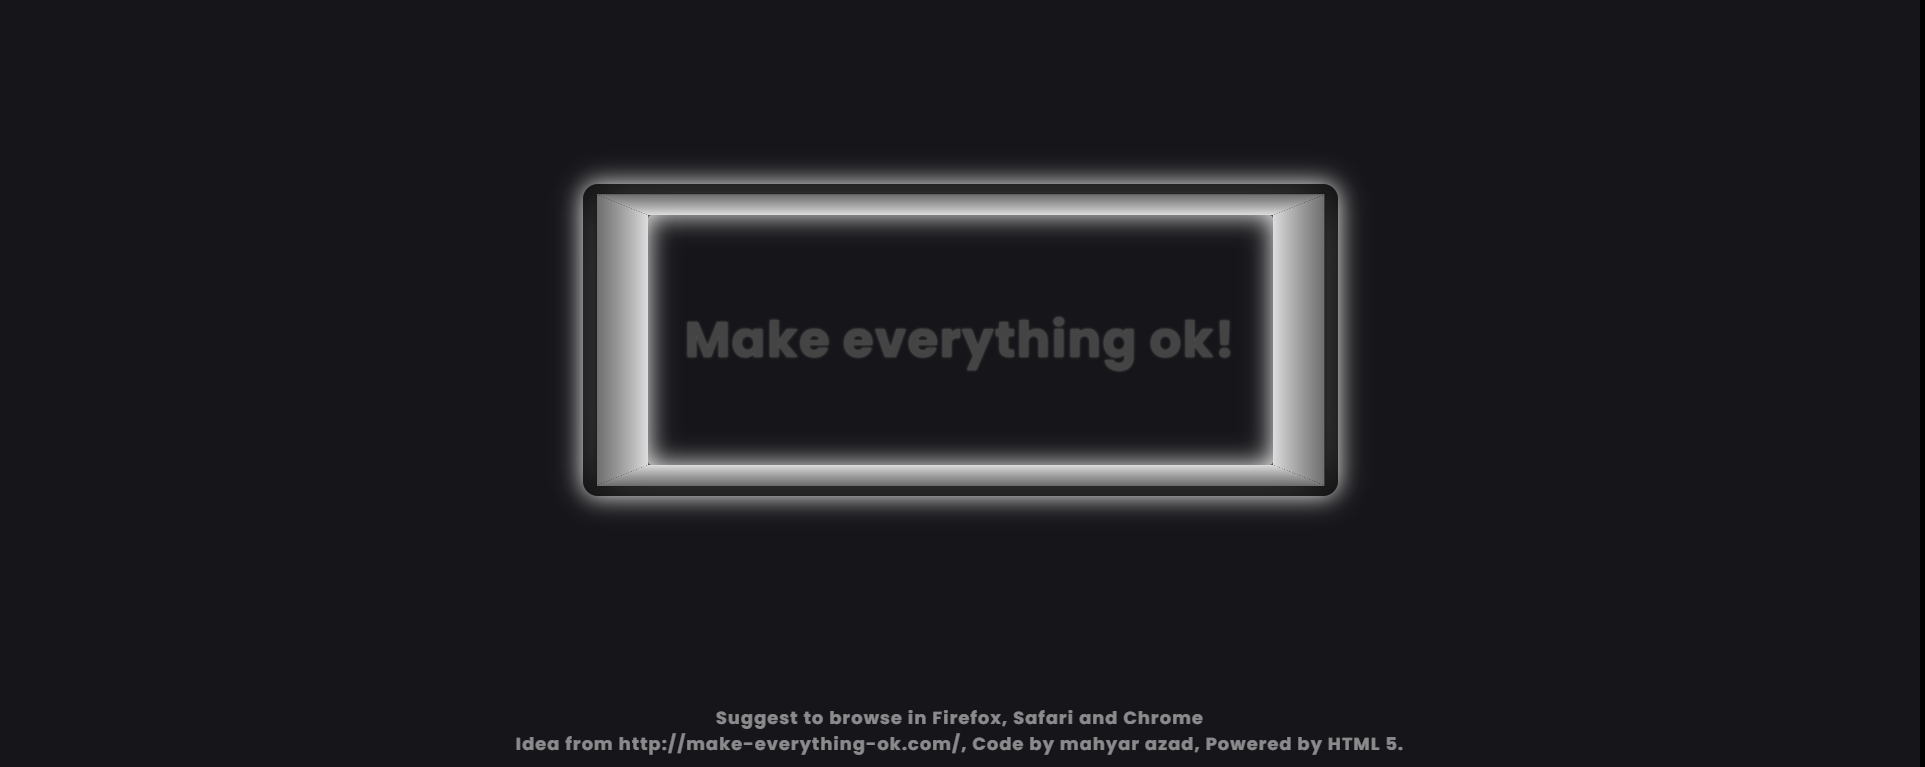 Make everything ok!
Suggest to browse in Firefox, Safari and Chrome
Idea from http://make-everything-ok.com/, Code by mahyar azad, Powered by HTML 5.